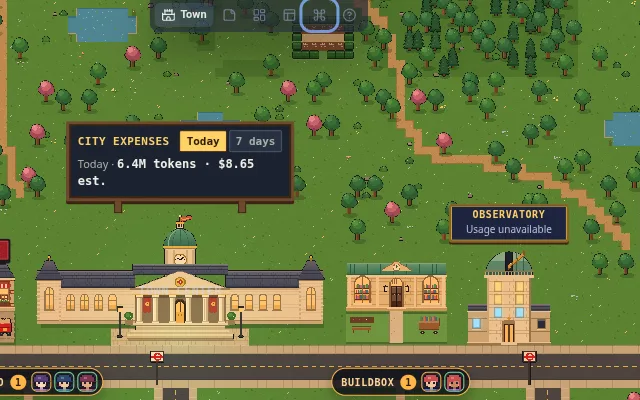 Town
CITY EXPENSES Today 7 days
Today · 6.4M tokens · $8.65
est.
OBSERVATORY
Usage unavailable
1
BUILDBOX 1